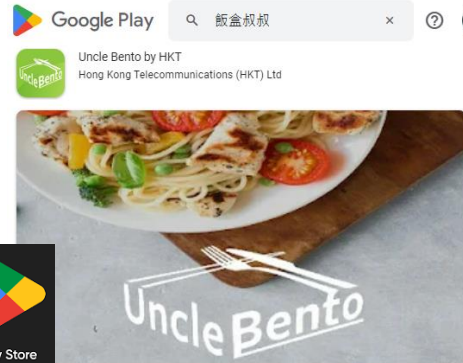 Google Play
飯盒叔叔
Uncle Bento by HKT
Hong Kong Telecommunications (HKT) Ltd
Uncle Bento
Uncle Bento
y Store